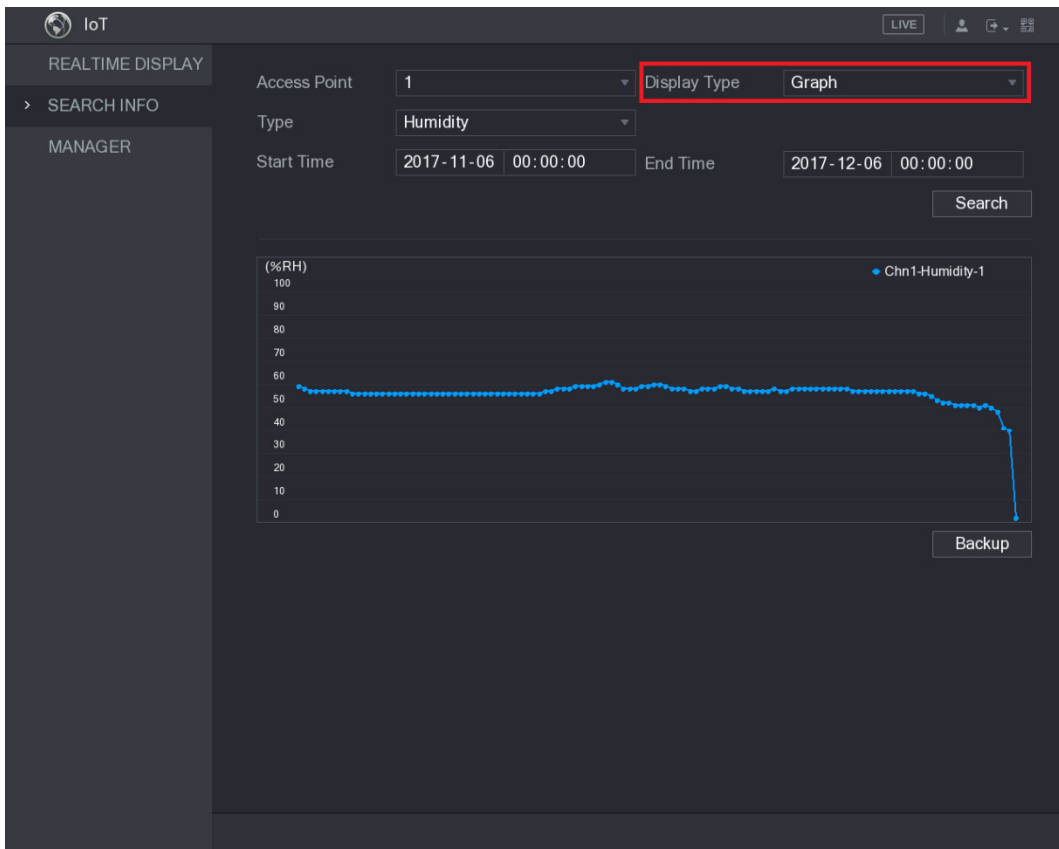 IoT
LIVE
REALTIME DISPLAY
SEARCH INFO
MANAGER
Access Point 1 Display Type Graph
Type Humidity
Start Time 2017-11-06 00:00:00 End Time 2017-12-06 00:00:00
Search
(%RH)
Chn1-Humidity-1
100
90
80
70
60
50
40
30
20
10
0
Backup